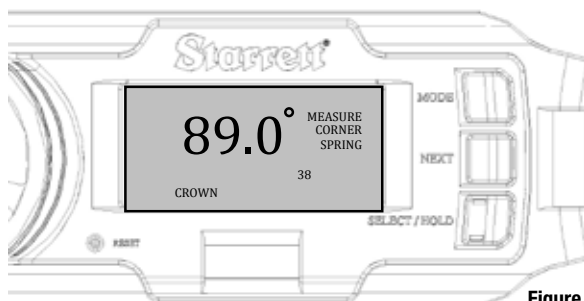 Starrett®
89.0° MEASURE
CORNER
SPRING
38
CROWN
MODE
NEXT
SELECT / HOLD
RESET
Figure